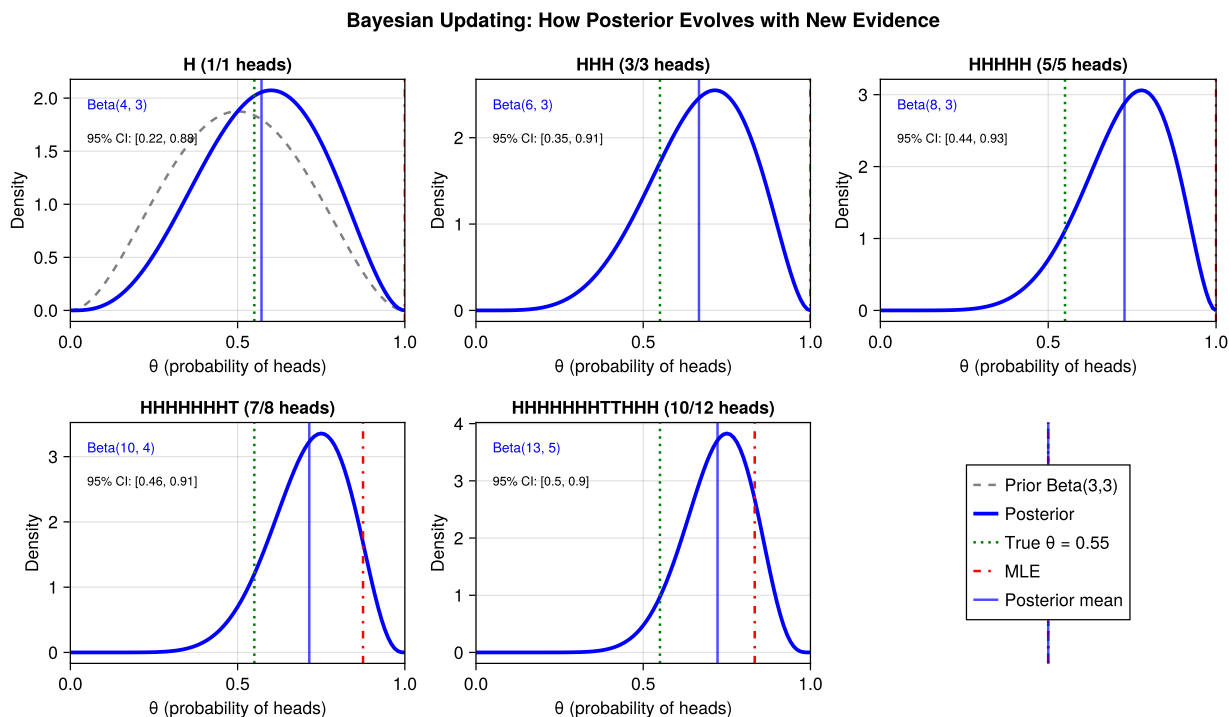 Bayesian Updating: How Posterior Evolves with New Evidence
H (1/1 heads)
Beta(4, 3)
95% CI: [0.22, 0.88]
Density
2.0
1.5
1.0
0.5
0.0
0.0 0.5 1.0
θ (probability of heads)
HHH (3/3 heads)
Beta(6, 3)
95% CI: [0.35, 0.91]
Density
2
1
0
0.0 0.5 1.0
θ (probability of heads)
HHHHH (5/5 heads)
Beta(8, 3)
95% CI: [0.44, 0.93]
Density
3
2
1
0
0.0 0.5 1.0
θ (probability of heads)
HHHHHHHT (7/8 heads)
Beta(10, 4)
95% CI: [0.46, 0.91]
Density
3
2
1
0
0.0 0.5 1.0
θ (probability of heads)
HHHHHHHTTHHH (10/12 heads)
Beta(13, 5)
95% CI: [0.5, 0.9]
Density
4
3
2
1
0
0.0 0.5 1.0
θ (probability of heads)
Prior Beta(3,3)
Posterior
True θ = 0.55
MLE
Posterior mean